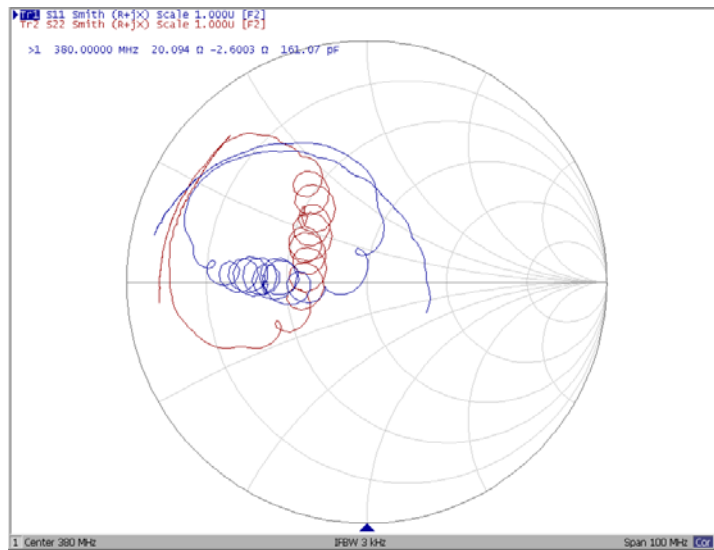 Tr1 S11 Smith (R+jX) Scale 1.000U [F2]
Tr2 S22 Smith (R+jX) Scale 1.000U [F2]
>1 380.00000 MHz 20.094 Ω -2.6003 Ω 161.07 pF
1 Center 380 MHz IFBW 3 kHz Span 100 MHz Cor